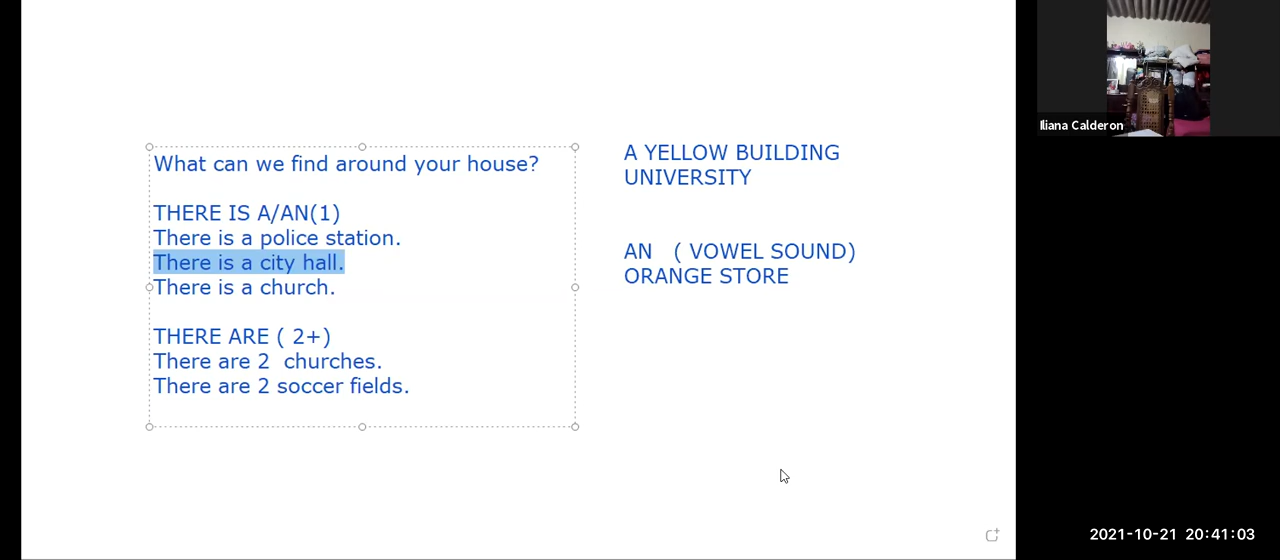 What can we find around your house?
THERE IS A/AN(1)
There is a police station.
There is a city hall.
There is a church.
THERE ARE ( 2+)
There are 2  churches.
There are 2 soccer fields.
A YELLOW BUILDING
UNIVERSITY
AN   ( VOWEL SOUND)
ORANGE STORE
Iliana Calderon
2021-10-21  20:41:03